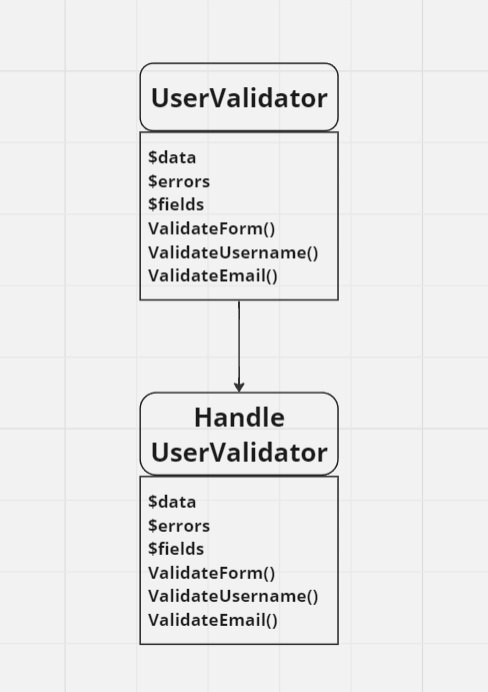 UserValidator
$data
$errors
$fields
ValidateForm()
ValidateUsername()
ValidateEmail()
Handle
UserValidator
$data
$errors
$fields
ValidateForm()
ValidateUsername()
ValidateEmail()